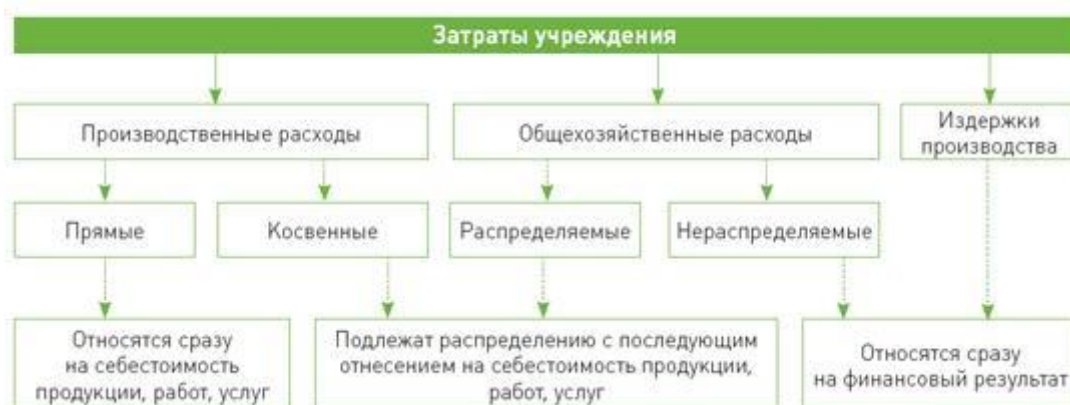 Затраты учреждения
Производственные расходы
Общехозяйственные расходы
Издержки
производства
Прямые
Косвенные
Распределяемые
Нераспределяемые
Относятся сразу
на себестоимость
продукции, работ, услуг
Подлежат распределению с последующим
отнесением на себестоимость продукции,
работ, услуг
Относятся сразу
на финансовый результат